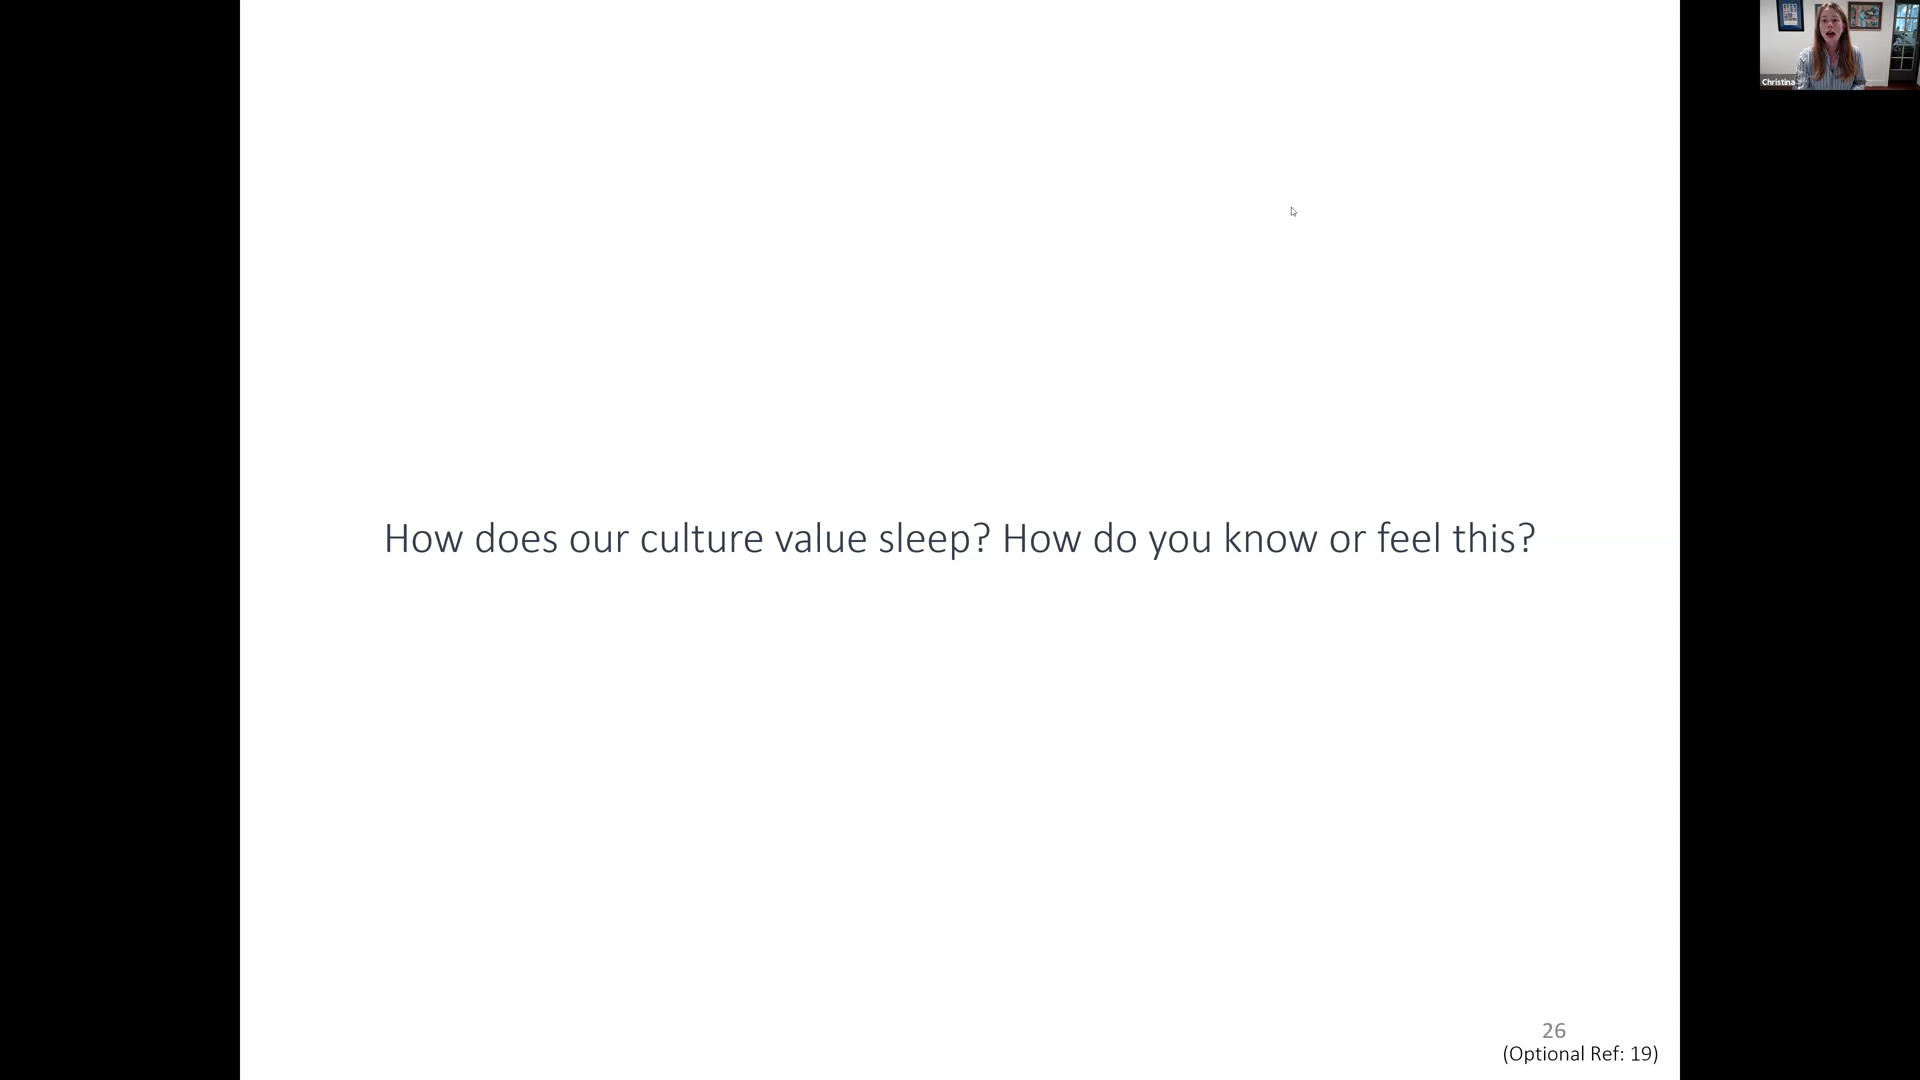 Christina
How does our culture value sleep? How do you know or feel this?
26
(Optional Ref: 19)